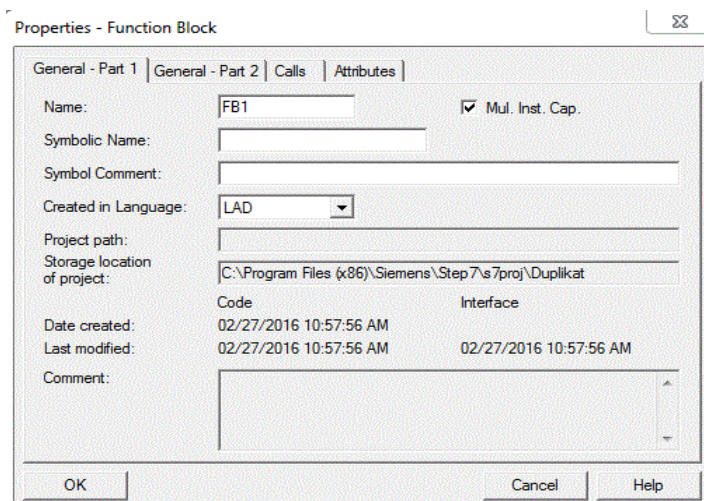 Properties - Function Block
General - Part 1 General - Part 2 Calls Attributes
Name: FB1 Mul. Inst. Cap.
Symbolic Name:
Symbol Comment:
Created in Language: LAD
Project path:
Storage location
of project: C:\Program Files (x86)\Siemens\Step7\s7proj\Duplikat
Code Interface
Date created: 02/27/2016 10:57:56 AM
Last modified: 02/27/2016 10:57:56 AM 02/27/2016 10:57:56 AM
Comment:
OK Cancel Help